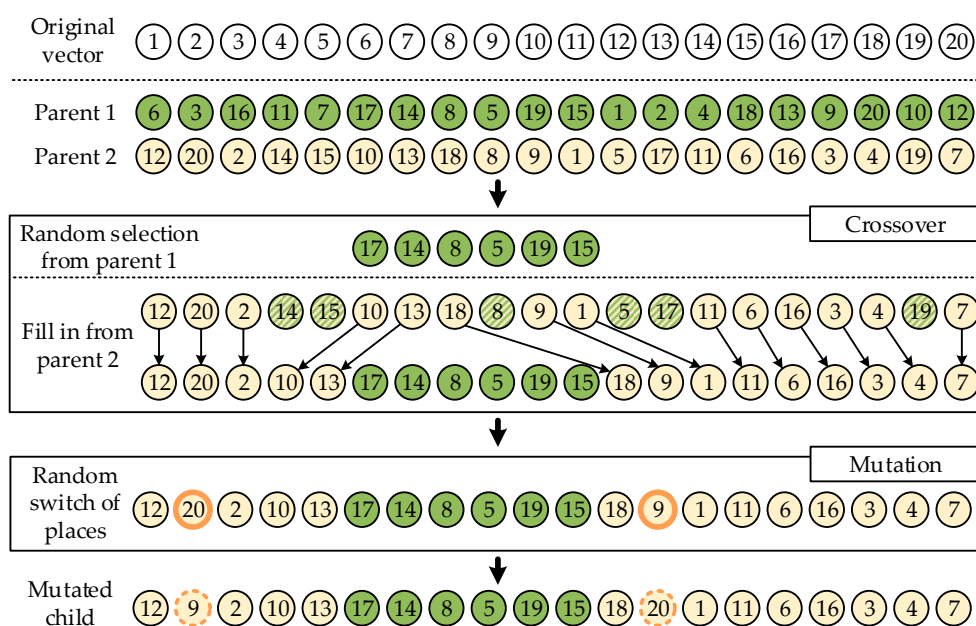 Original
vector
1 2 3 4 5 6 7 8 9 10 11 12 13 14 15 16 17 18 19 20
Parent 1
6 3 16 11 7 17 14 8 5 19 15 1 2 4 18 13 9 20 10 12
Parent 2
12 20 2 14 15 10 13 18 8 9 1 5 17 11 6 16 3 4 19 7
Crossover
Random selection
from parent 1
17 14 8 5 19 15
Fill in from
parent 2
12 20 2 14 15 10 13 18 8 9 1 5 17 11 6 16 3 4 19 7
12 20 2 10 13 17 14 8 5 19 15 18 9 1 11 6 16 3 4 7
Mutation
Random
switch of
places
12 20 2 10 13 17 14 8 5 19 15 18 9 1 11 6 16 3 4 7
Mutated
child
12 9 2 10 13 17 14 8 5 19 15 18 20 1 11 6 16 3 4 7